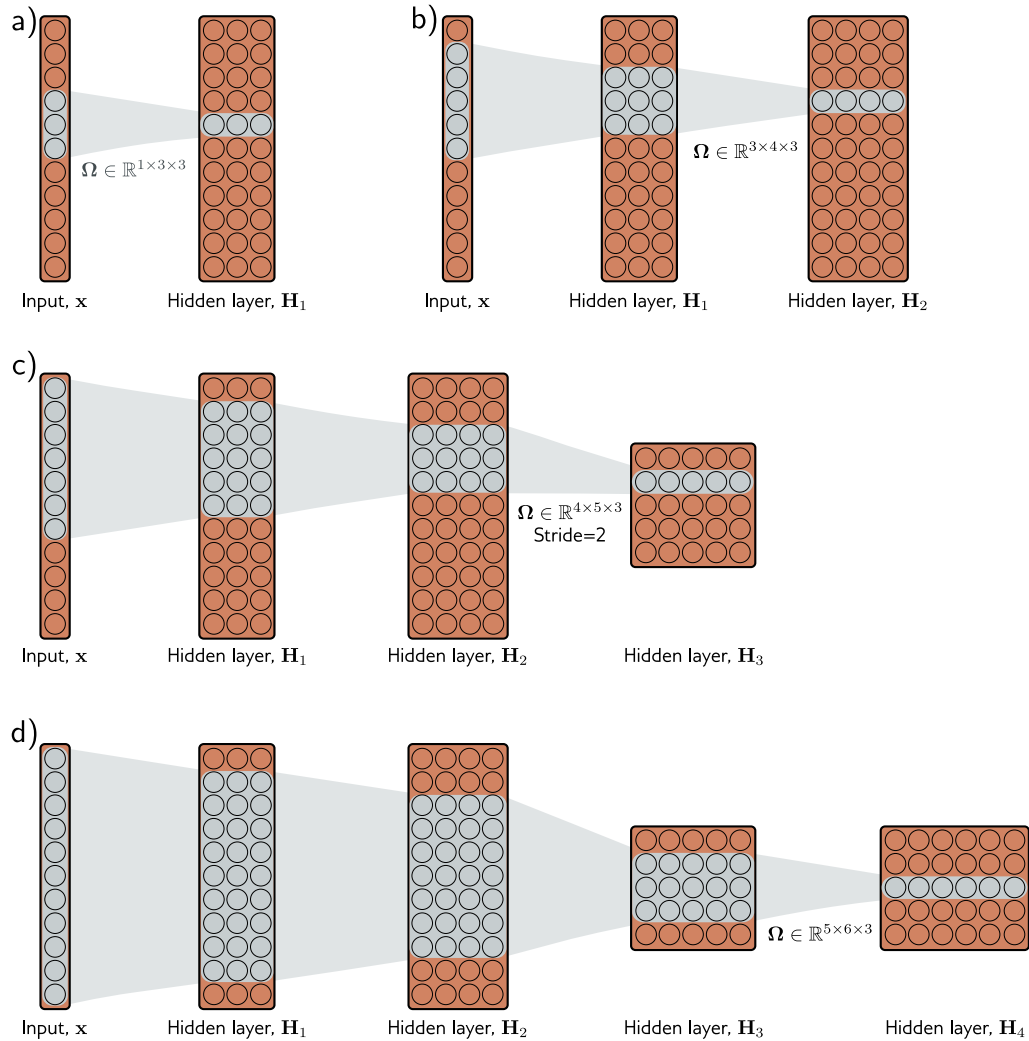 a)
Ω ∈ ℝ^{1×3×3}
Input, x
Hidden layer, H₁
b)
Ω ∈ ℝ^{3×4×3}
Input, x
Hidden layer, H₁
Hidden layer, H₂
c)
Ω ∈ ℝ^{4×5×3}
Stride=2
Input, x
Hidden layer, H₁
Hidden layer, H₂
Hidden layer, H₃
d)
Ω ∈ ℝ^{5×6×3}
Input, x
Hidden layer, H₁
Hidden layer, H₂
Hidden layer, H₃
Hidden layer, H₄